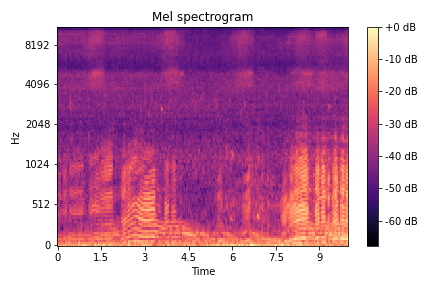 Mel spectrogram
+0 dB
8192
-10 dB
4096
-20 dB
2048
-30 dB
Hz
1024
-40 dB
512
-50 dB
-60 dB
0
0 1.5 3 4.5 6 7.5 9
Time